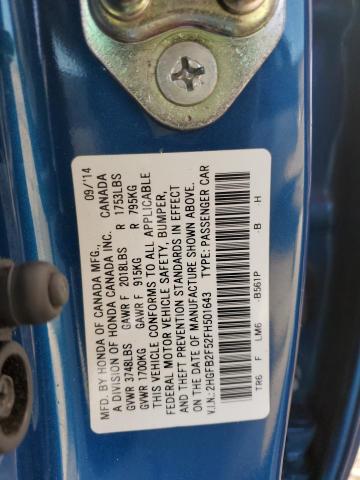 MFD. BY HONDA OF CANADA MFG., 09/14
A DIVISION OF HONDA CANADA INC. CANADA
GVWR 3748LBS GAWR F 2018LBS R 1753LBS
GVWR 1700KG GAWR F 915KG R 795KG
THIS VEHICLE CONFORMS TO ALL APPLICABLE
FEDERAL MOTOR VEHICLE SAFETY, BUMPER,
AND THEFT PREVENTION STANDARDS IN EFFECT
ON THE DATE OF MANUFACTURE SHOWN ABOVE.
V.I.N.: 2HGFB2F52FH501643 TYPE: PASSENGER CAR
TR6 F LM6 -B561P -B H